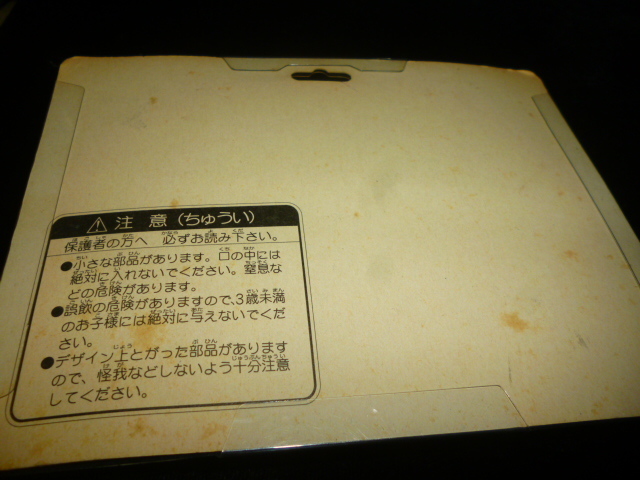 ⚠注意(ちゅうい)
保護者の方へ 必ずお読み下さい。
●小さな部品があります。口の中には
絶対に入れないでください。窒息な
どの危険があります。
●誤飲の危険がありますので、3歳未満
のお子様には絶対に与えないでくだ
さい。
●デザイン上とがった部品があります
ので、怪我などしないよう十分注意
してください。